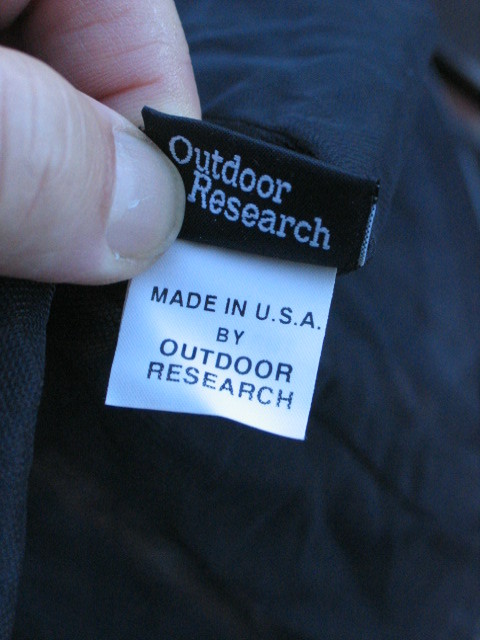 Outdoor
Research
MADE IN U.S.A.
BY
OUTDOOR
RESEARCH